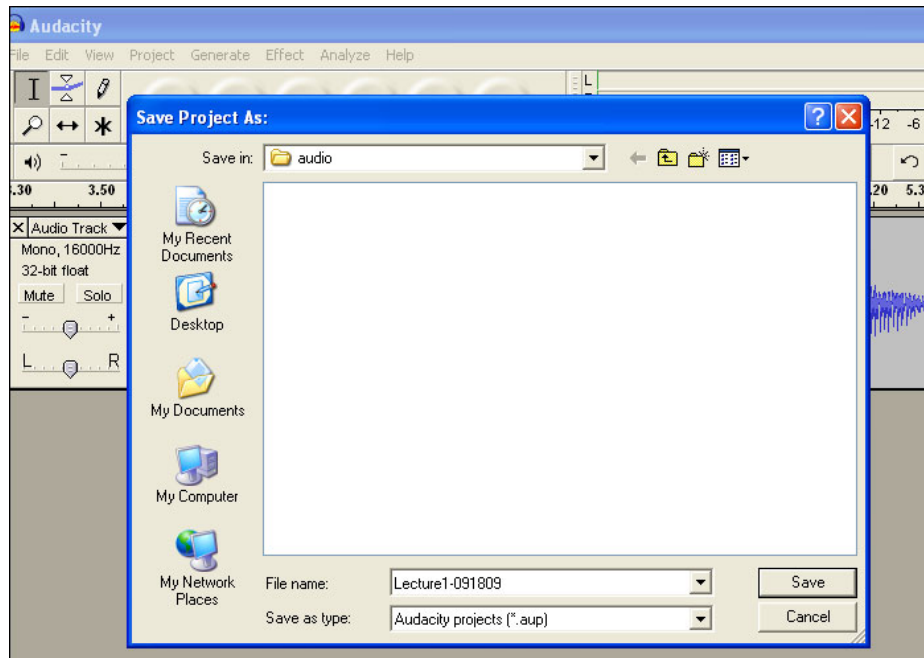 Audacity
File Edit View Project Generate Effect Analyze Help
L
Save Project As:
-12 -6
Save in: audio
.30 3.50
.20 5.3
Audio Track
Mono, 16000Hz
32-bit float
Mute Solo
- +
L R
My Recent
Documents
Desktop
My Documents
My Computer
My Network
Places
File name: Lecture1-091809 Save
Save as type: Audacity projects (*.aup) Cancel